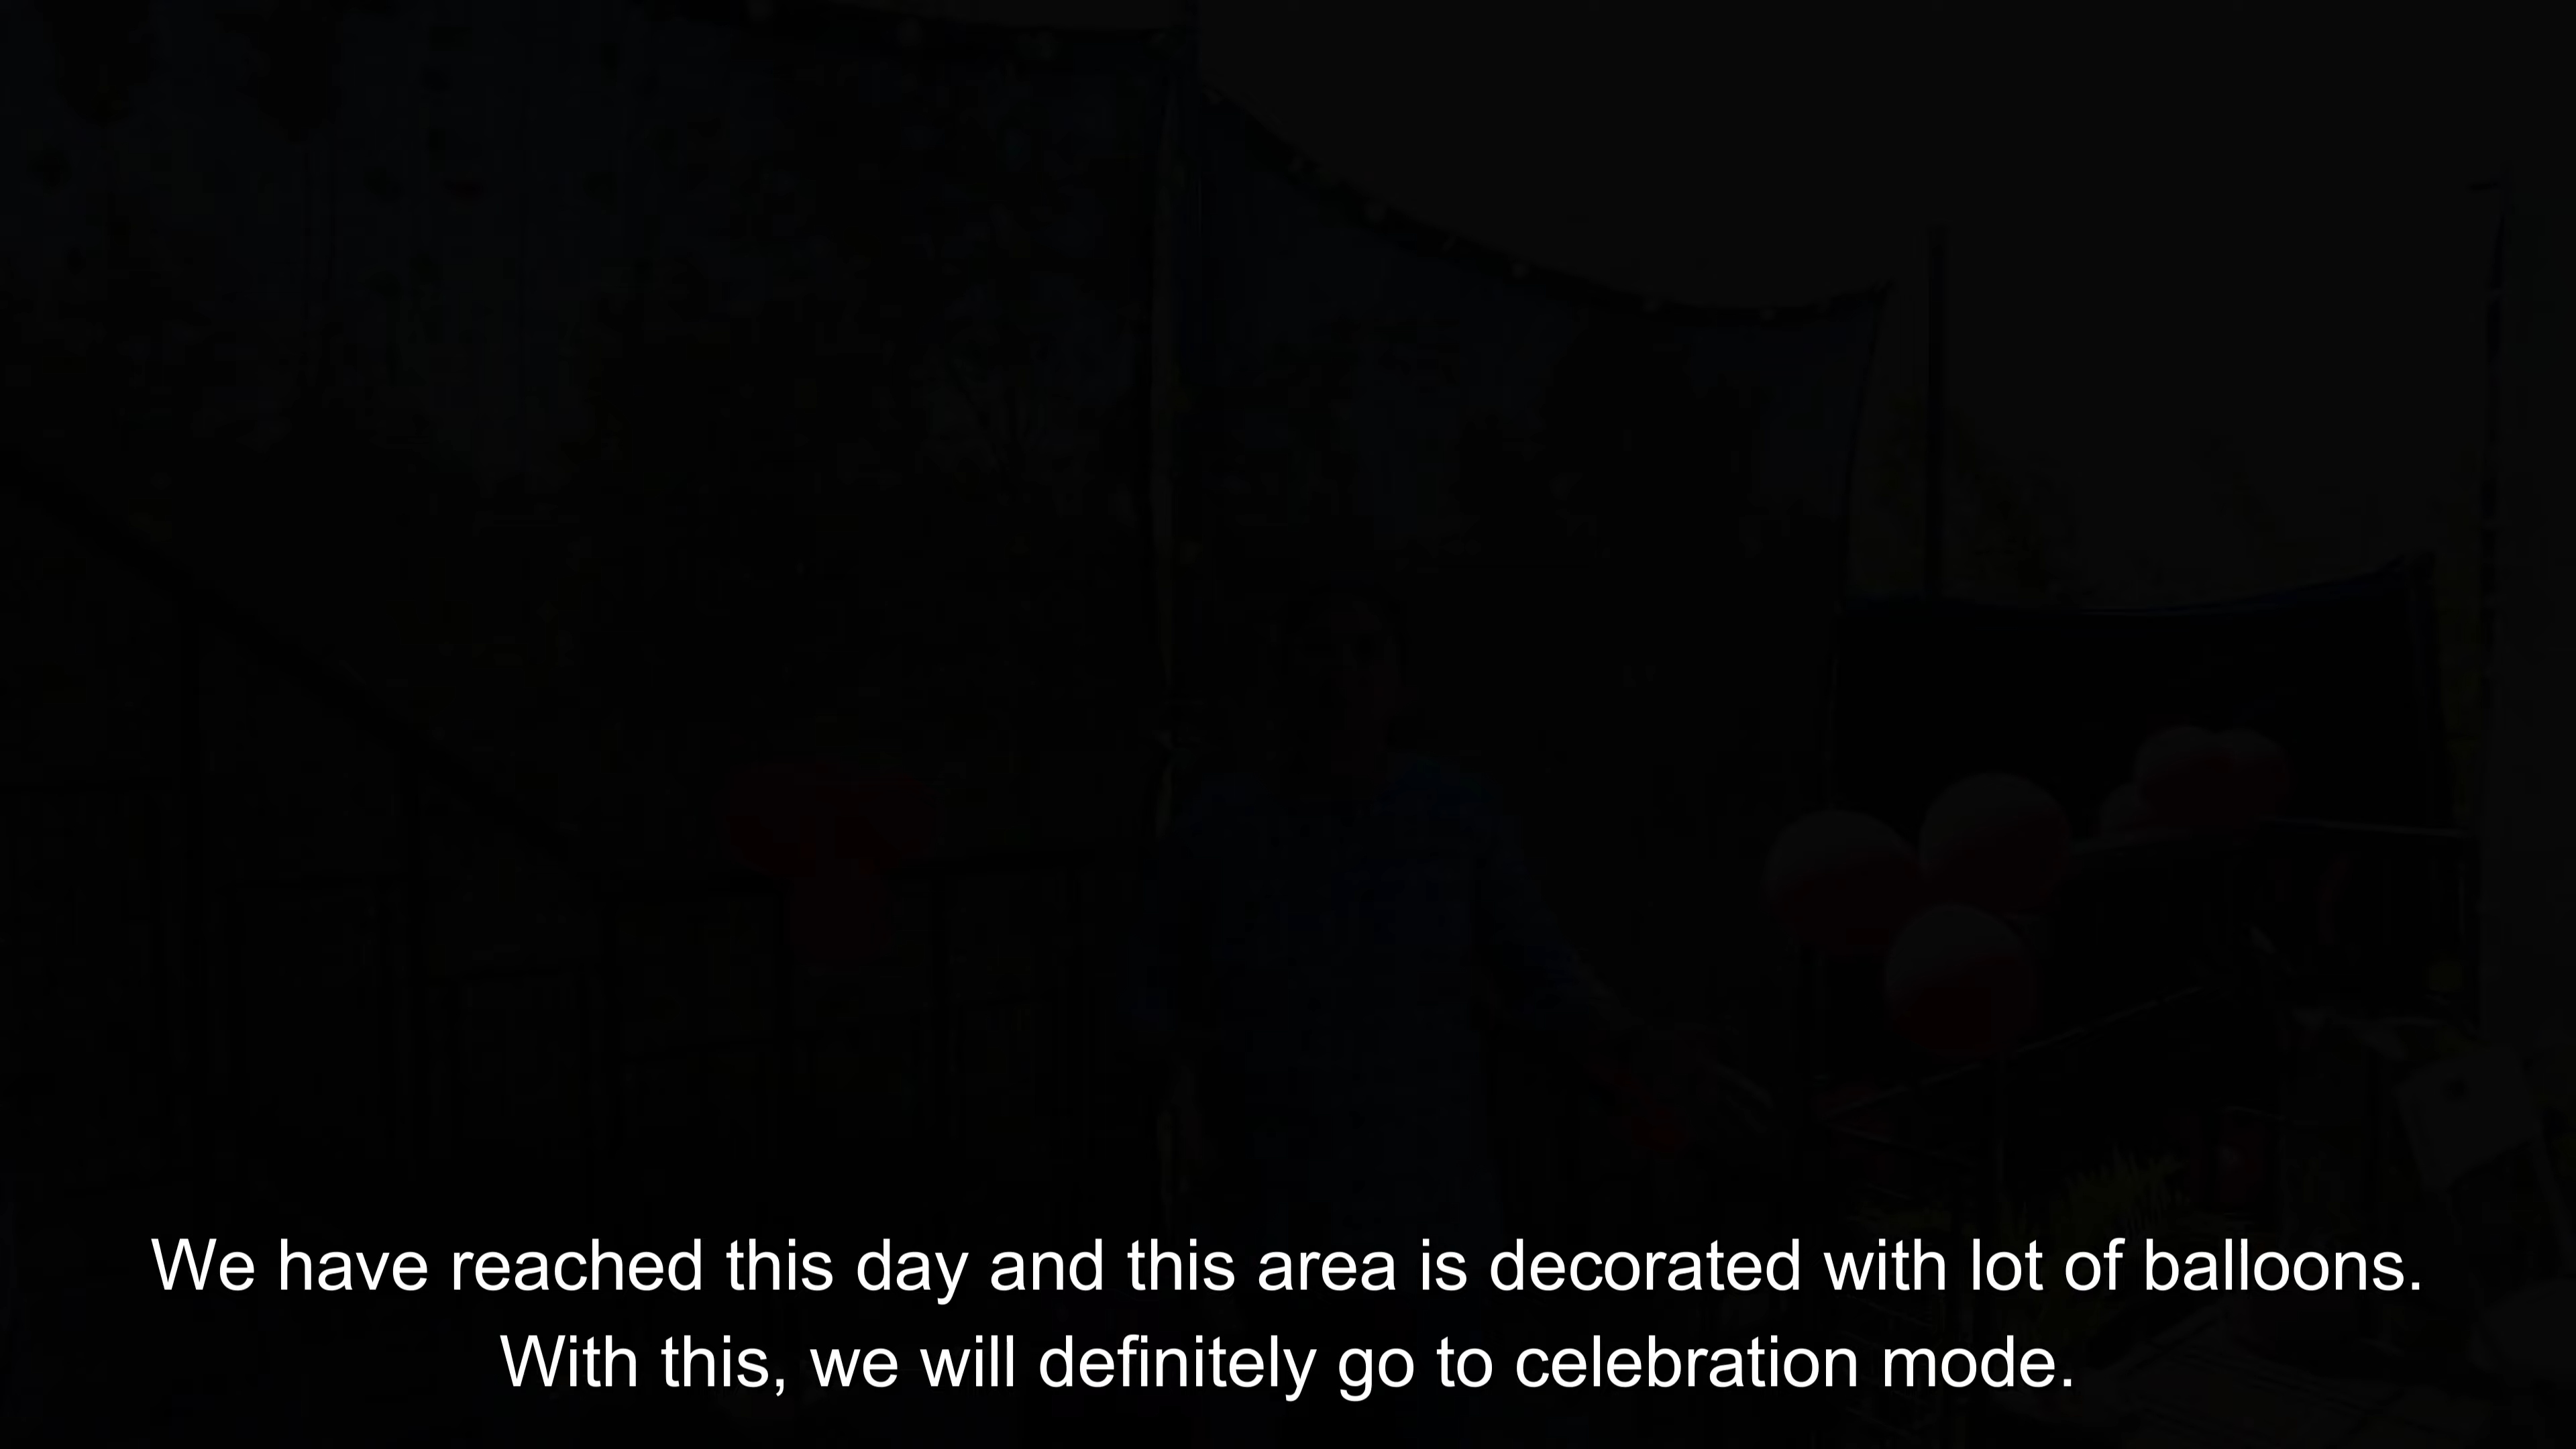 We have reached this day and this area is decorated with lot of balloons.
With this, we will definitely go to celebration mode.